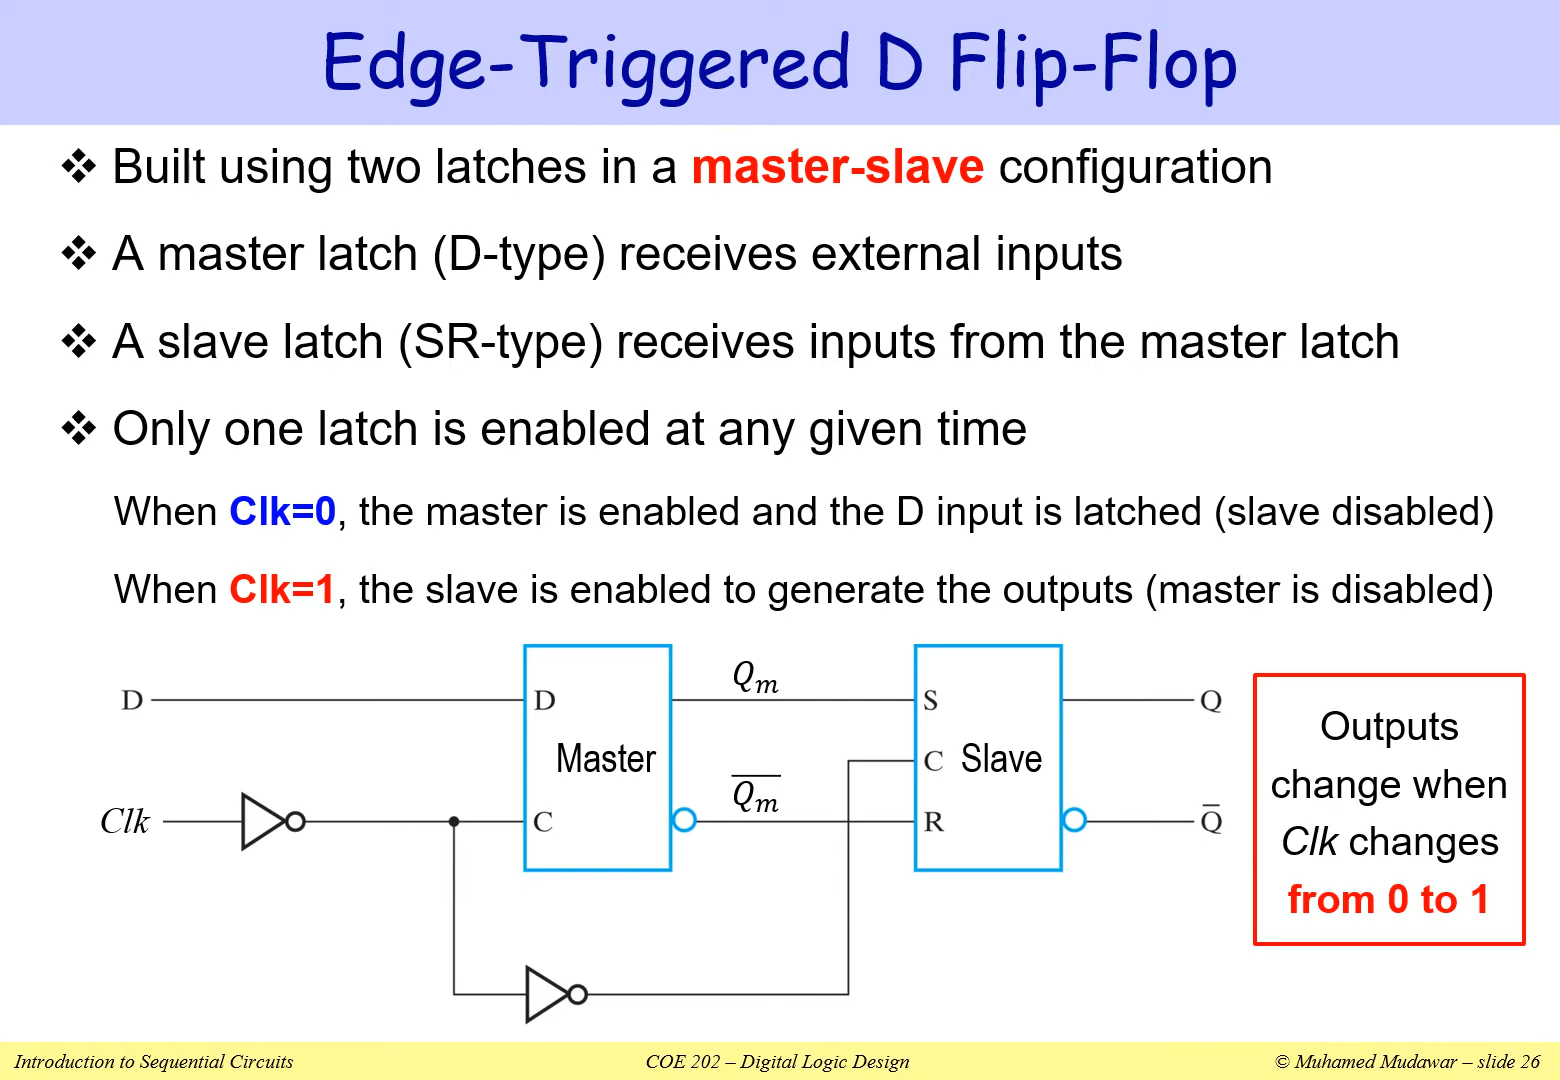 Edge-Triggered D Flip-Flop
❖ Built using two latches in a master-slave configuration
❖ A master latch (D-type) receives external inputs
❖ A slave latch (SR-type) receives inputs from the master latch
❖ Only one latch is enabled at any given time
When Clk=0, the master is enabled and the D input is latched (slave disabled)
When Clk=1, the slave is enabled to generate the outputs (master is disabled)
D
Clk
D
Master
C
Qₘ
Q̅ₘ
S
C Slave
R
Q
Q̅
Outputs
change when
Clk changes
from 0 to 1
Introduction to Sequential Circuits
COE 202 – Digital Logic Design
© Muhamed Mudawar – slide 26